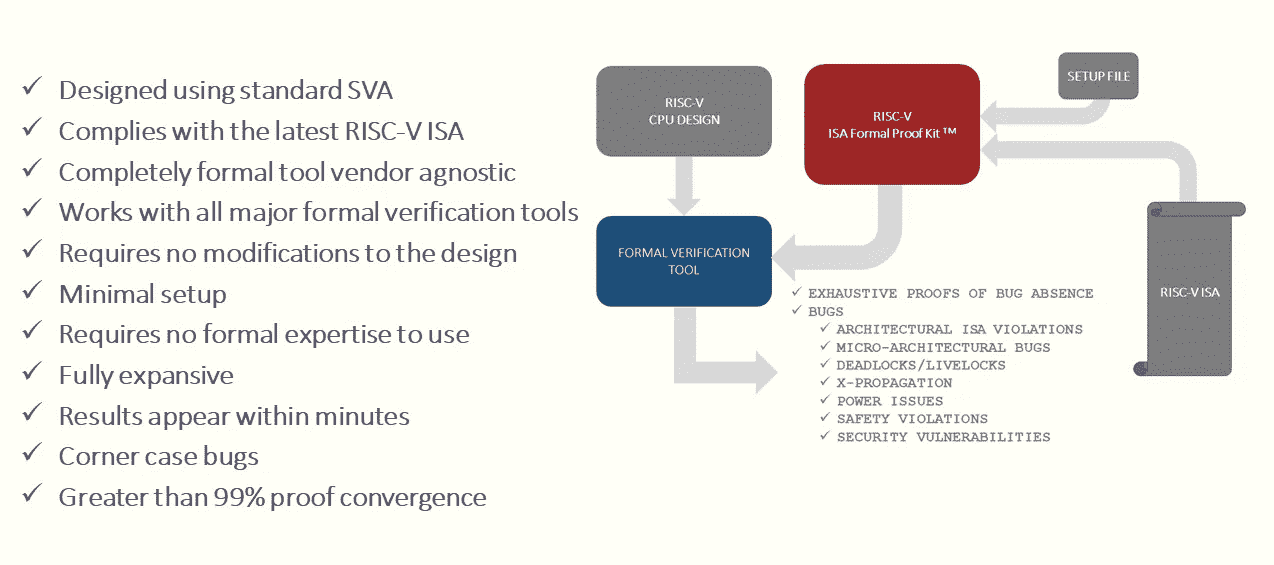 ✓ Designed using standard SVA
✓ Complies with the latest RISC-V ISA
✓ Completely formal tool vendor agnostic
✓ Works with all major formal verification tools
✓ Requires no modifications to the design
✓ Minimal setup
✓ Requires no formal expertise to use
✓ Fully expansive
✓ Results appear within minutes
✓ Corner case bugs
✓ Greater than 99% proof convergence
RISC-V
CPU DESIGN
RISC-V
ISA Formal Proof Kit ™
SETUP FILE
FORMAL VERIFICATION
TOOL
RISC-V ISA
✓ EXHAUSTIVE PROOFS OF BUG ABSENCE
✓ BUGS
✓ ARCHITECTURAL ISA VIOLATIONS
✓ MICRO-ARCHITECTURAL BUGS
✓ DEADLOCKS/LIVELOCKS
✓ X-PROPAGATION
✓ POWER ISSUES
✓ SAFETY VIOLATIONS
✓ SECURITY VULNERABILITIES